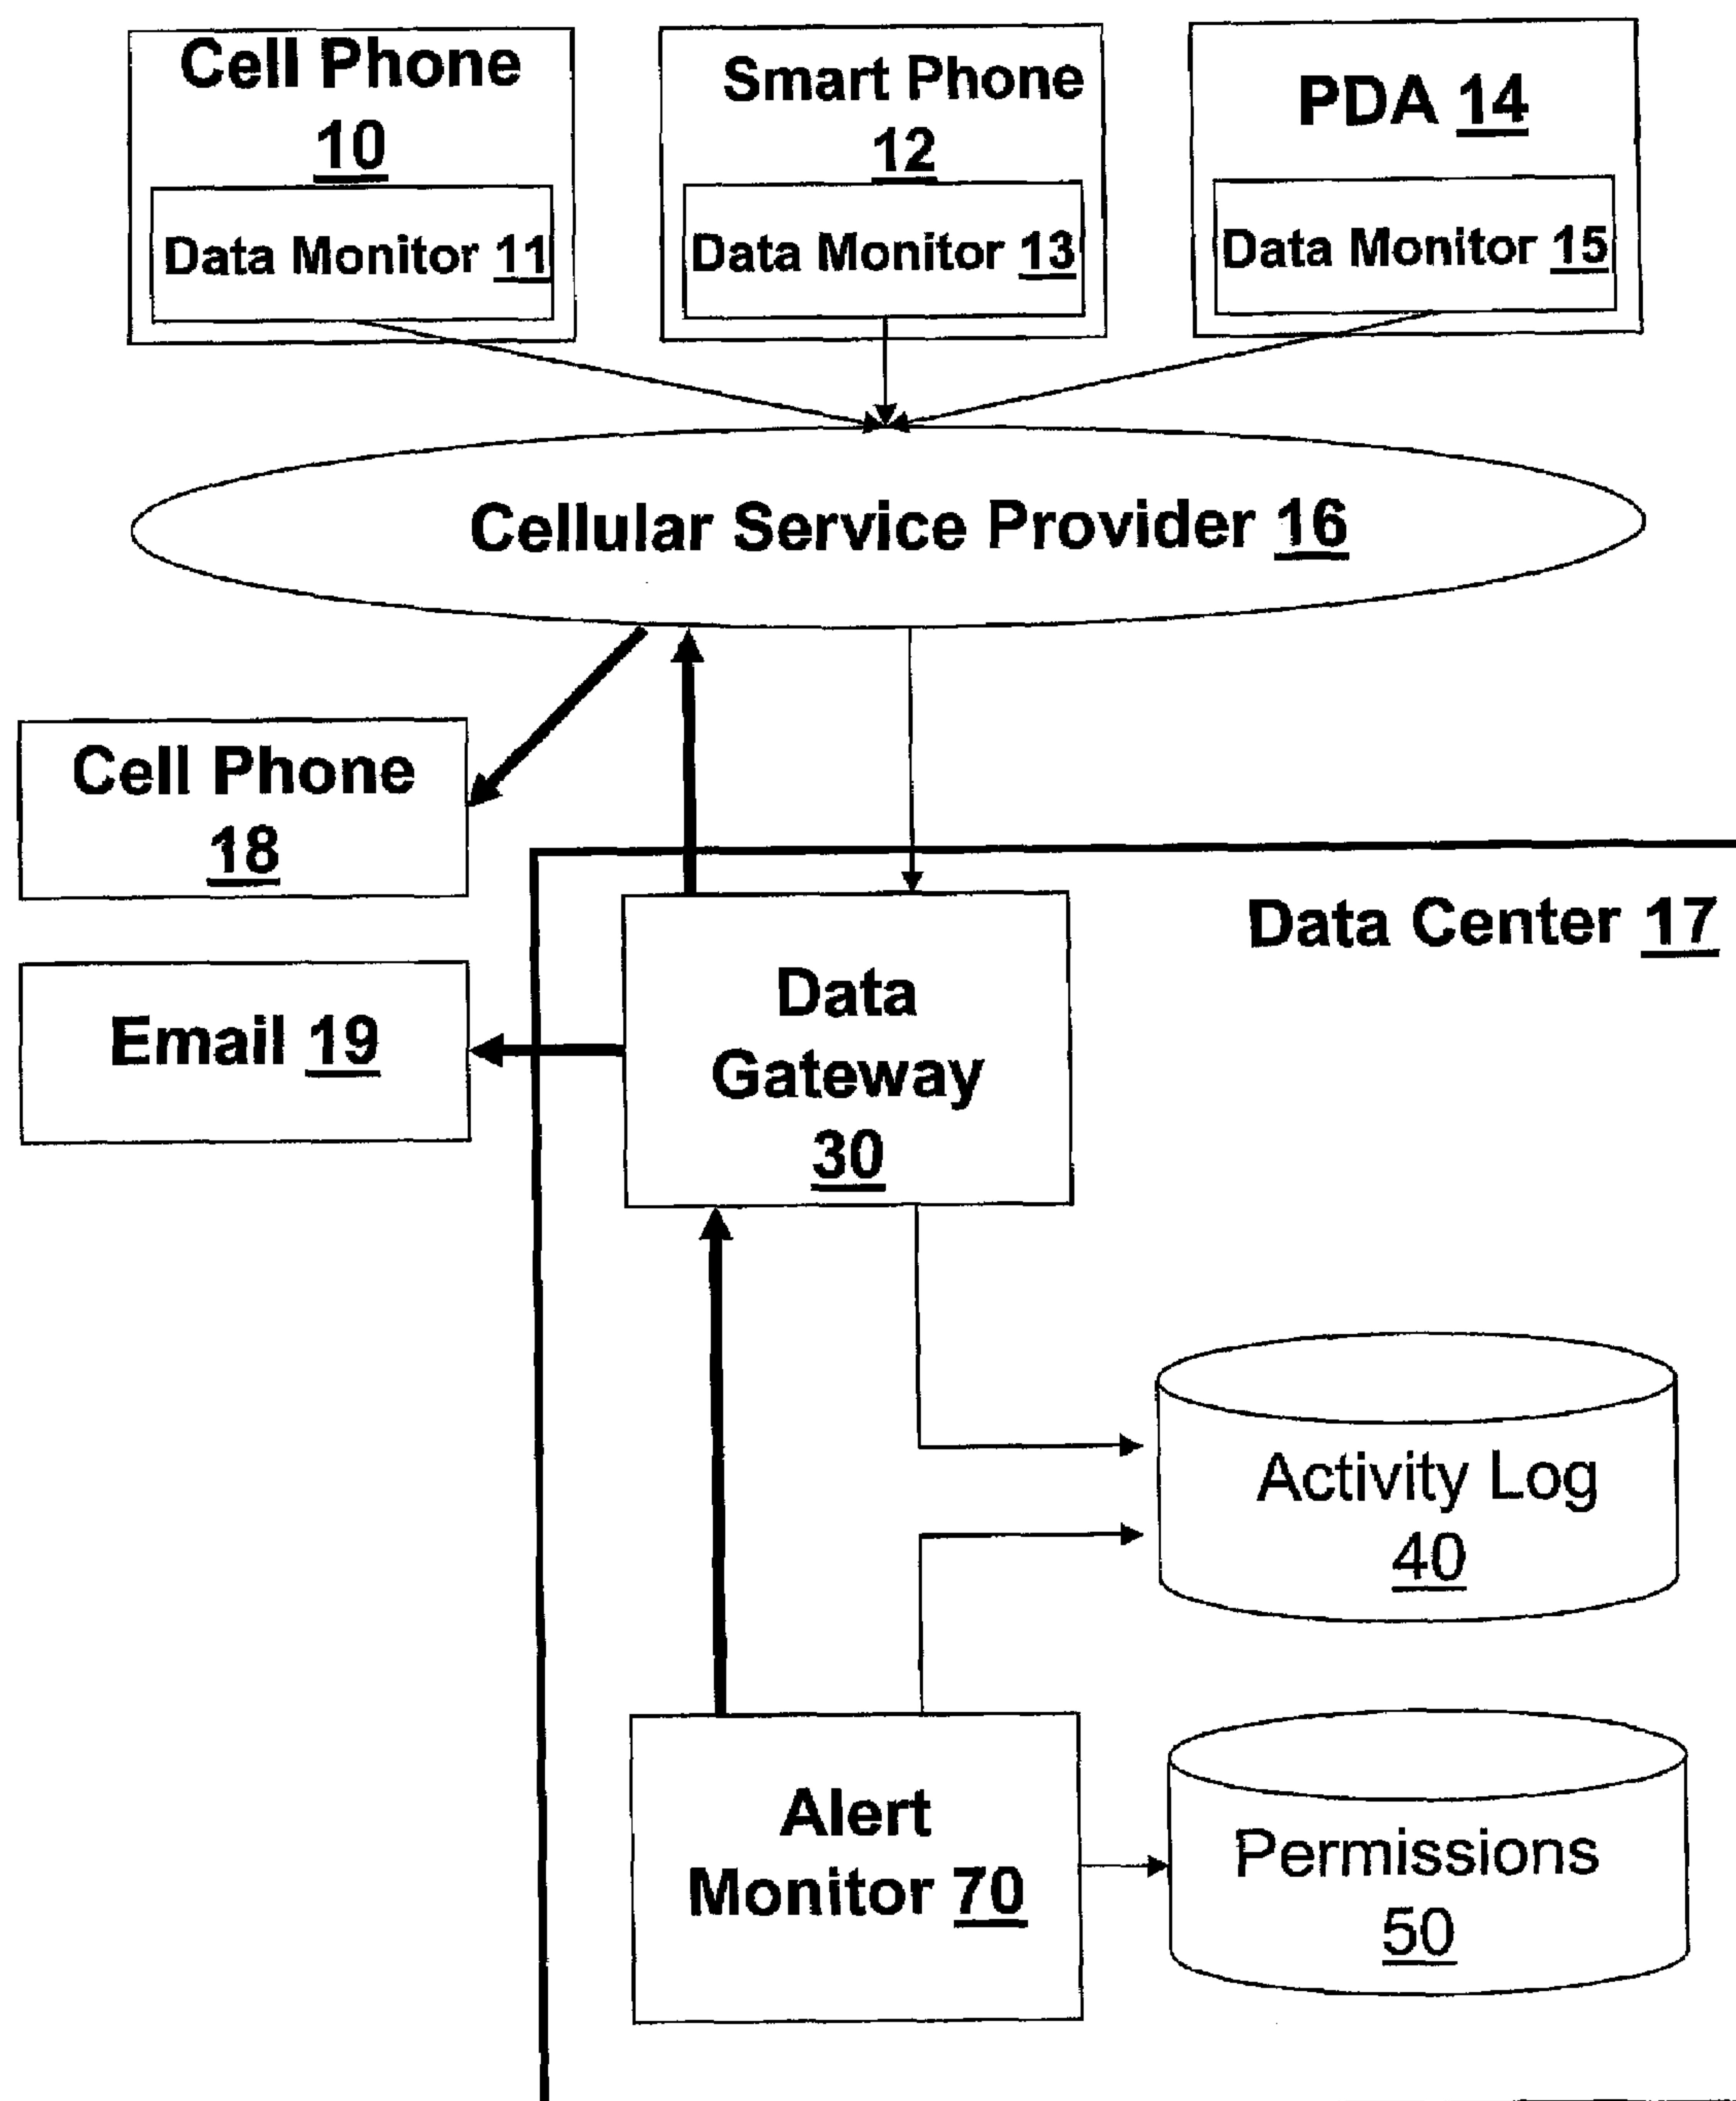 Cell Phone
10
Data Monitor 11
Smart Phone
12
Data Monitor 13
PDA 14
Data Monitor 15
Cellular Service Provider 16
Cell Phone
18
Data Center 17
Email 19
Data
Gateway
30
Activity Log
40
Alert
Monitor 70
Permissions
50